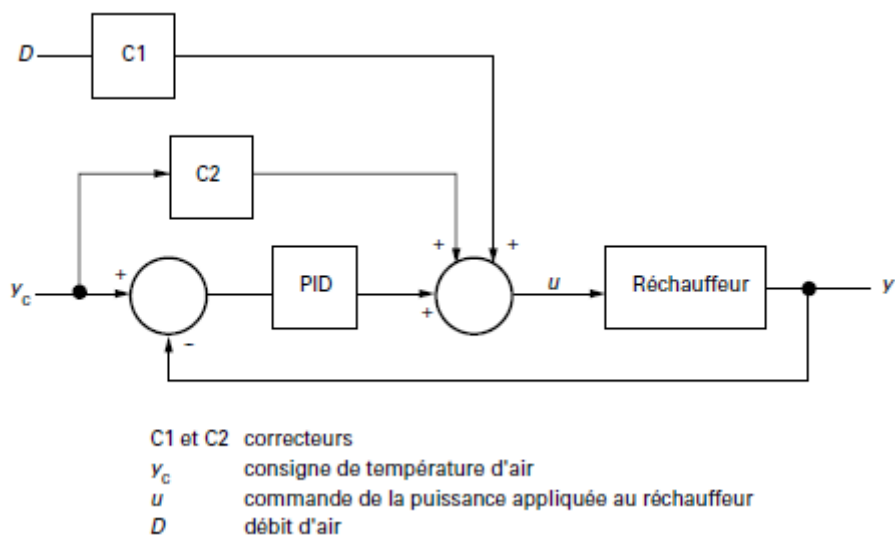 D
C1
C2
+
+
y_c
+
PID
+
u
Réchauffeur
y
-
C1 et C2 correcteurs
y_c consigne de température d'air
u commande de la puissance appliquée au réchauffeur
D débit d'air